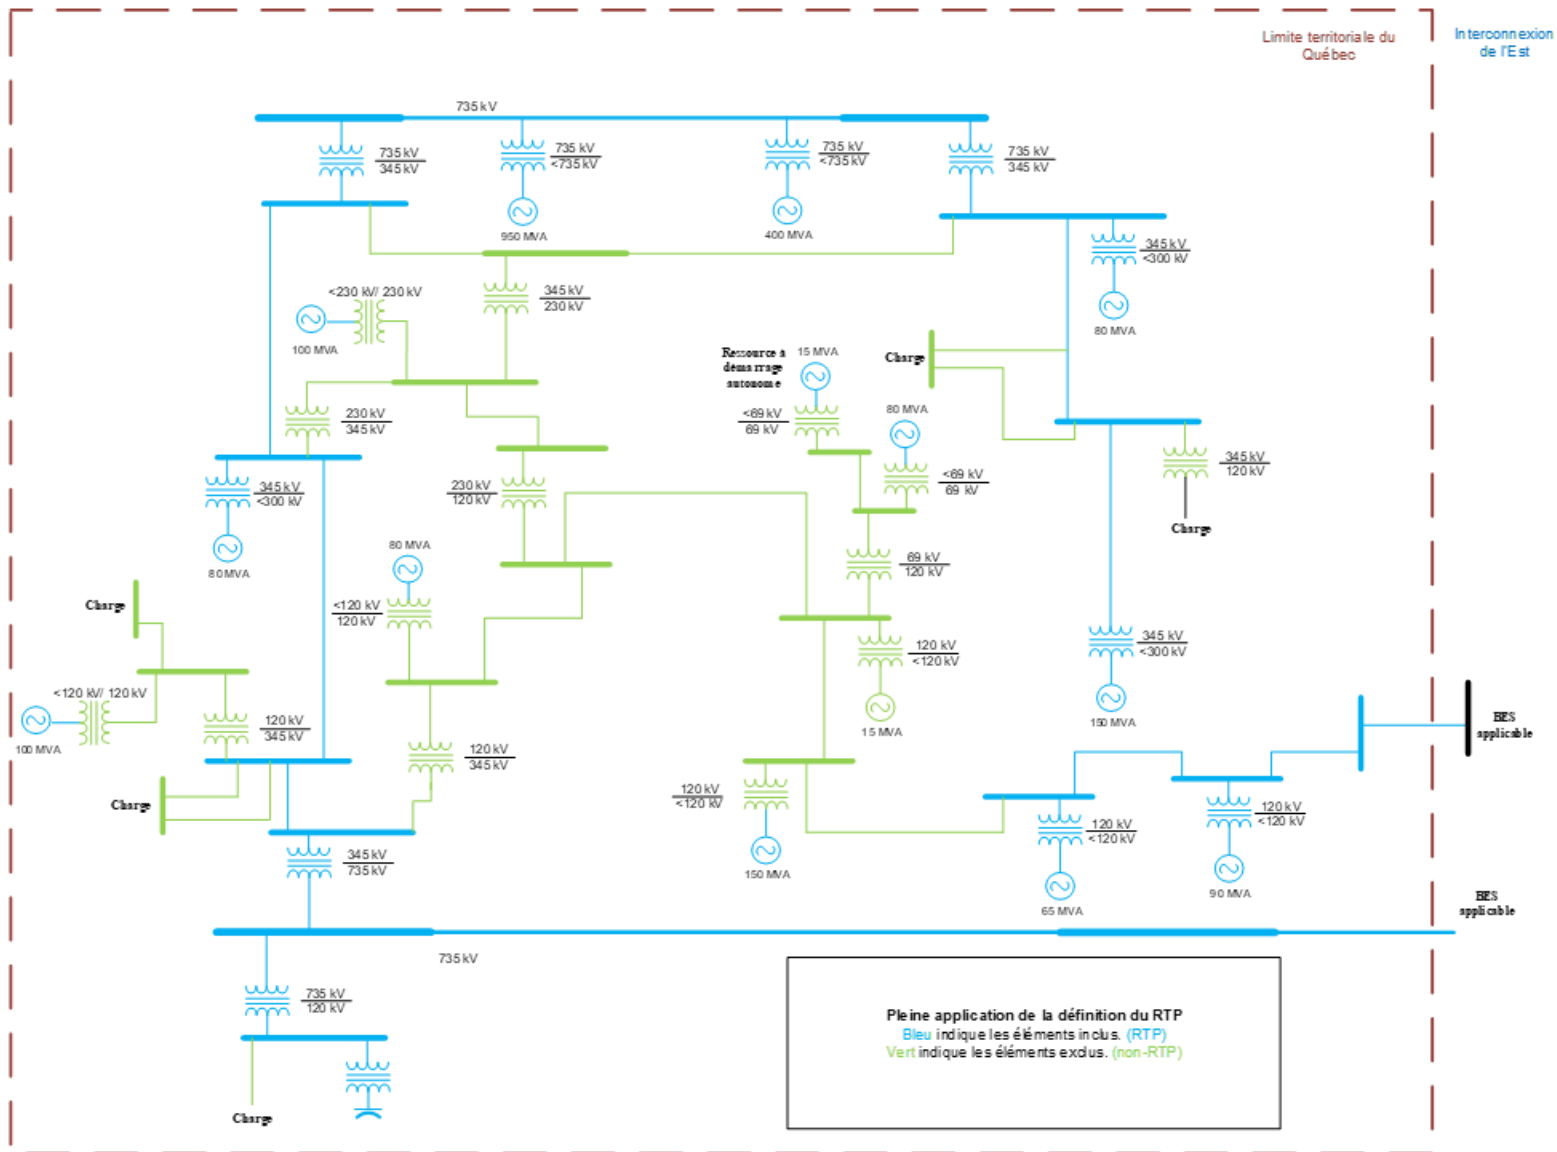 Limite territoriale du
Québec
Interconnexion
de l'Est
735 kV
735 kV
345 kV
735 kV
<735 kV
735 kV
<735 kV
735 kV
345 kV
950 MVA
400 MVA
345 kV
<300 kV
80 MVA
<230 kV/ 230 kV
100 MVA
345 kV
230 kV
Ressource à
démarrage
autonome
15 MVA
Charge
<69 kV
69 kV
80 MVA
230 kV
345 kV
<69 kV
69 kV
345 kV
120 kV
Charge
345 kV
<300 kV
80 MVA
230 kV
120 kV
80 MVA
69 kV
120 kV
Charge
<120 kV
120 kV
120 kV
<120 kV
15 MVA
345 kV
<300 kV
150 MVA
<120 kV/ 120 kV
100 MVA
120 kV
345 kV
120 kV
345 kV
BES
applicable
Charge
120 kV
<120 kV
150 MVA
120 kV
<120 kV
65 MVA
120 kV
<120 kV
90 MVA
345 kV
735 kV
BES
applicable
735 kV
735 kV
120 kV
Charge
Pleine application de la définition du RTP
Bleu indique les éléments inclus. (RTP)
Vert indique les éléments exclus. (non-RTP)